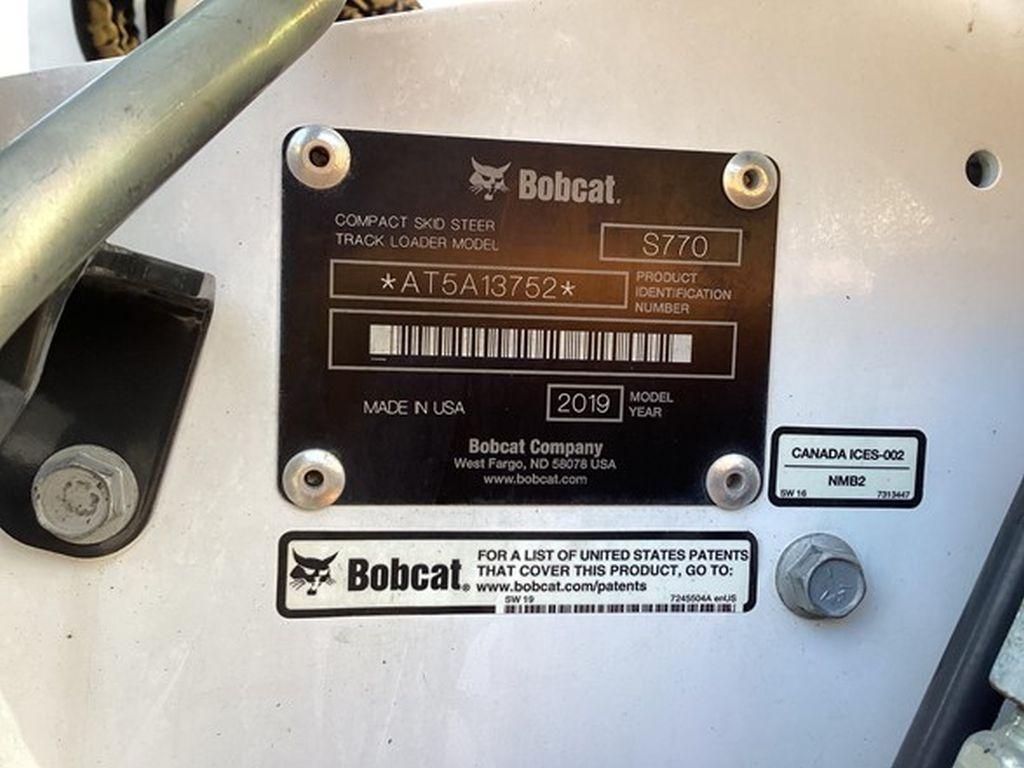 Bobcat.
COMPACT SKID STEER
TRACK LOADER MODEL
S770
*AT5A13752*
PRODUCT
IDENTIFICATION
NUMBER
MADE IN USA
2019
MODEL
YEAR
Bobcat Company
West Fargo, ND 58078 USA
www.bobcat.com
CANADA ICES-002
NMB2
SW 16 7313447
Bobcat®
FOR A LIST OF UNITED STATES PATENTS
THAT COVER THIS PRODUCT, GO TO:
www.bobcat.com/patents
SW 19 7245504A enUS